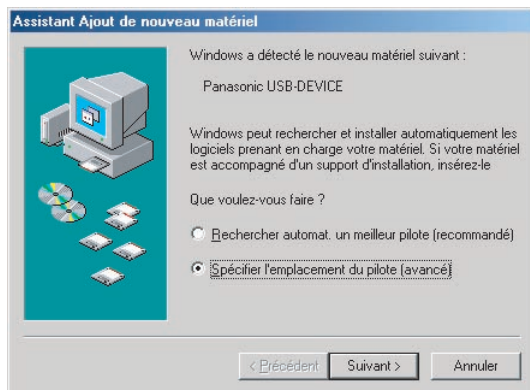 Assistant Ajout de nouveau matériel
Windows a détecté le nouveau matériel suivant :
Panasonic USB-DEVICE
Windows peut rechercher et installer automatiquement les
logiciels prenant en charge votre matériel. Si votre matériel
est accompagné d'un support d'installation, insérez-le
Que voulez-vous faire ?
Rechercher automat. un meilleur pilote (recommandé)
Spécifier l'emplacement du pilote (avancé)
< Précédent
Suivant >
Annuler